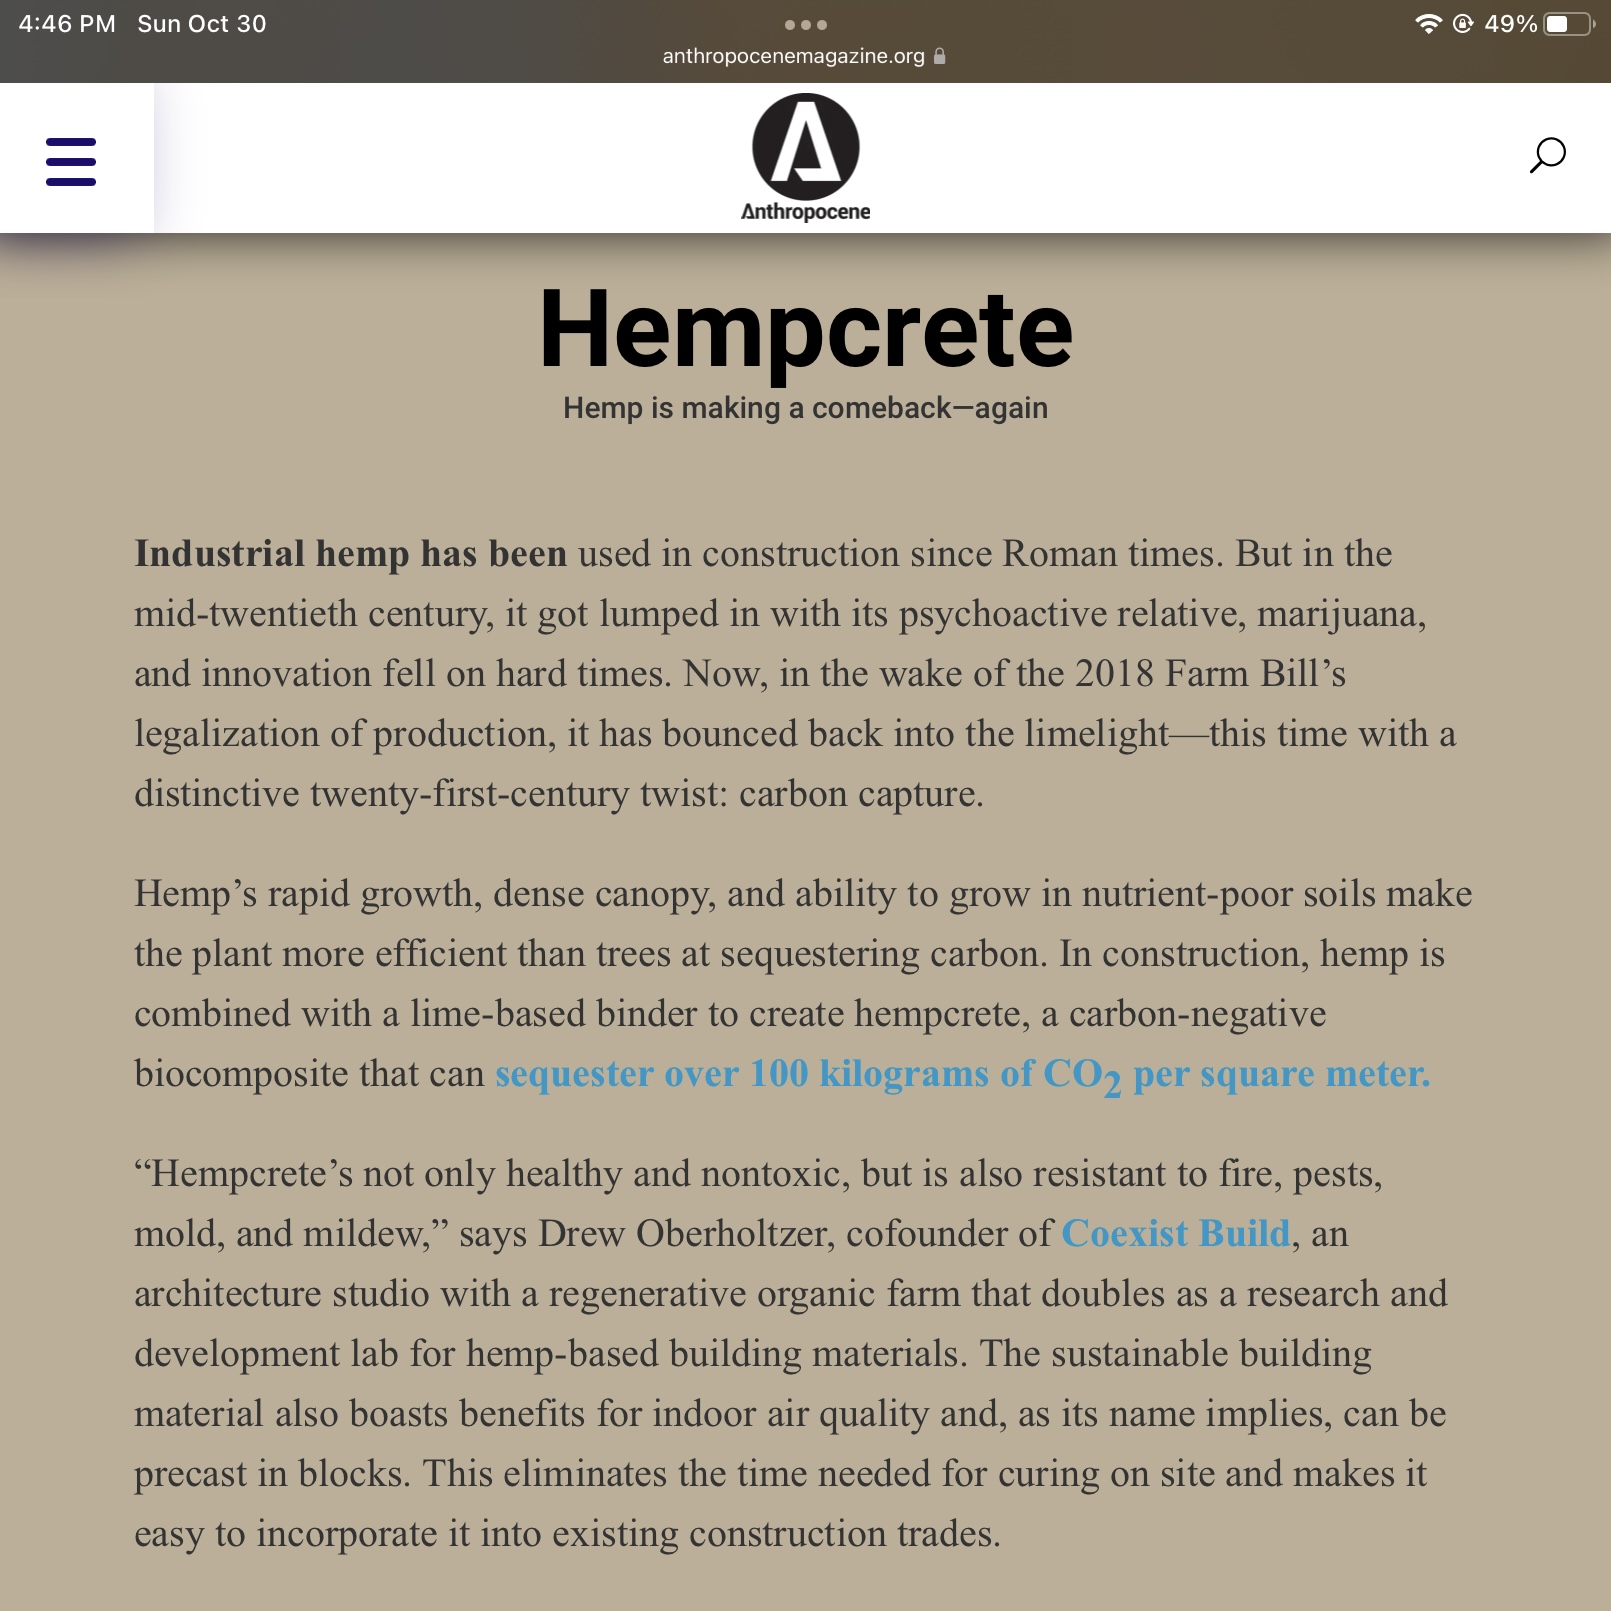 4:46 PM Sun Oct 30
49%
anthropocenemagazine.org
Anthropocene
Hempcrete
Hemp is making a comeback—again
Industrial hemp has been used in construction since Roman times. But in the
mid-twentieth century, it got lumped in with its psychoactive relative, marijuana,
and innovation fell on hard times. Now, in the wake of the 2018 Farm Bill’s
legalization of production, it has bounced back into the limelight—this time with a
distinctive twenty-first-century twist: carbon capture.
Hemp’s rapid growth, dense canopy, and ability to grow in nutrient-poor soils make
the plant more efficient than trees at sequestering carbon. In construction, hemp is
combined with a lime-based binder to create hempcrete, a carbon-negative
biocomposite that can sequester over 100 kilograms of CO₂ per square meter.
“Hempcrete’s not only healthy and nontoxic, but is also resistant to fire, pests,
mold, and mildew,” says Drew Oberholtzer, cofounder of Coexist Build, an
architecture studio with a regenerative organic farm that doubles as a research and
development lab for hemp-based building materials. The sustainable building
material also boasts benefits for indoor air quality and, as its name implies, can be
precast in blocks. This eliminates the time needed for curing on site and makes it
easy to incorporate it into existing construction trades.